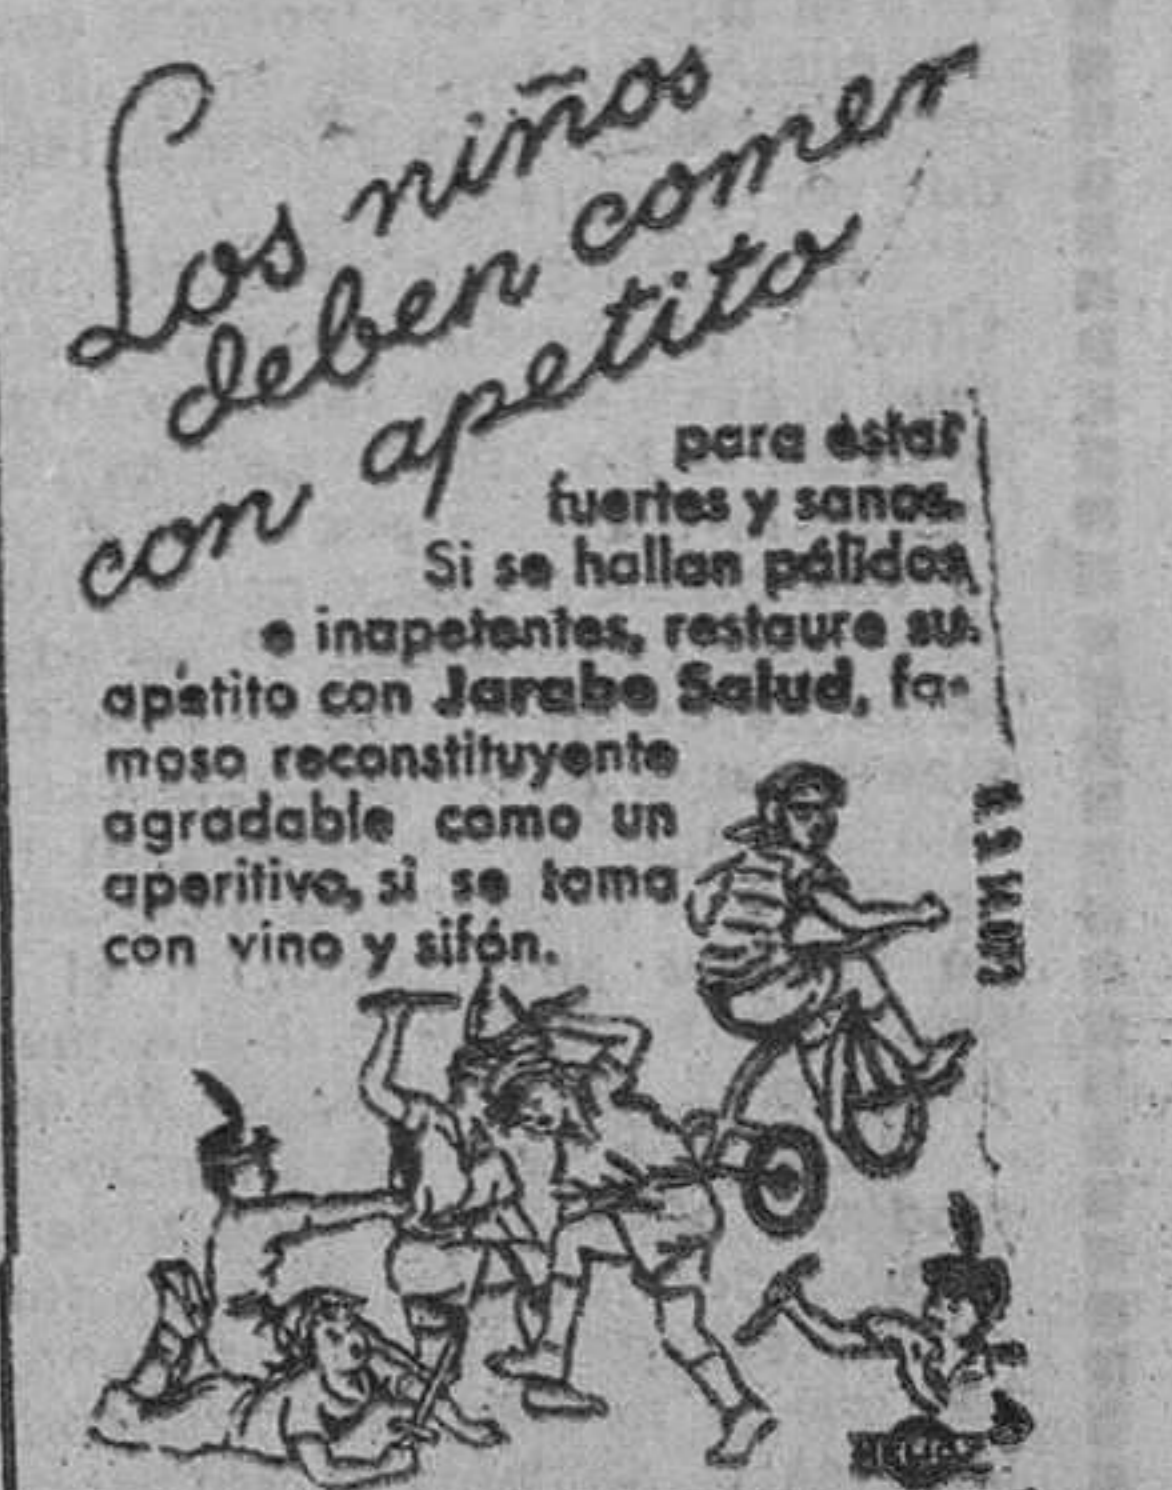 Los niños
deben comer
con apetito
para éstar
fuertes y sanos.
Si se hallan pálidos
e inapetentes, restaure su
apetito con Jarabe Salud, fa-
moso reconstituyente
agradable como un
aperitivo, si se toma
con vino y sifón.